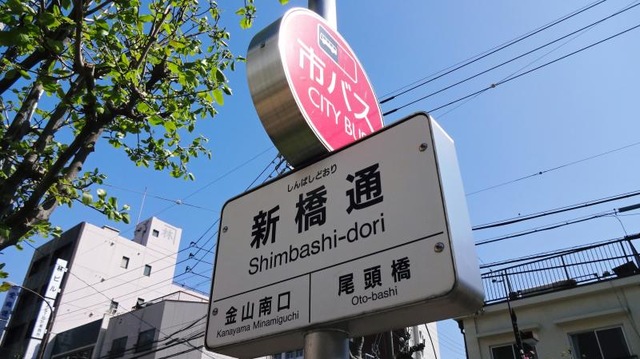 市バス
CITY BUS
しんばしどおり
新橋通
Shimbashi-dori
金山南口
Kanayama Minamiguchi
尾頭橋
Oto-bashi